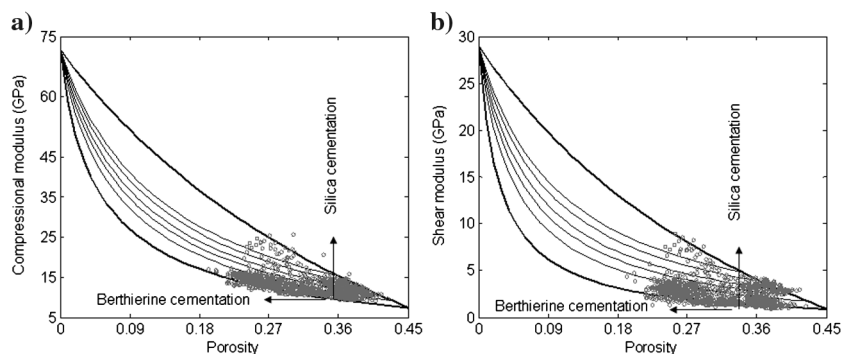 a)
75
60
45
35
25
15
5
Compressional modulus (GPa)
Silica cementation
Berthierine cementation
0
0.09
0.18
0.27
0.36
0.45
Porosity
b)
30
25
20
15
10
5
0
Shear modulus (GPa)
Silica cementation
Berthierine cementation
0
0.09
0.18
0.27
0.36
0.45
Porosity